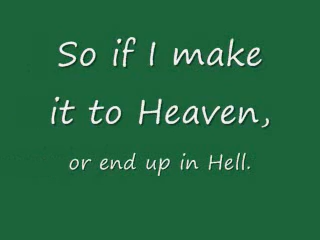 So if I make
it to Heaven,
or end up in Hell.